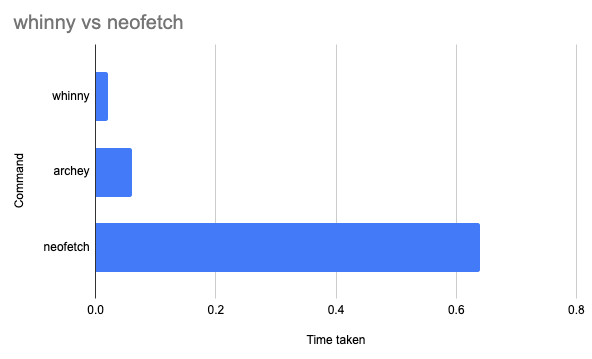 whinny vs neofetch
Command
whinny
archey
neofetch
0.0 0.2 0.4 0.6 0.8
Time taken